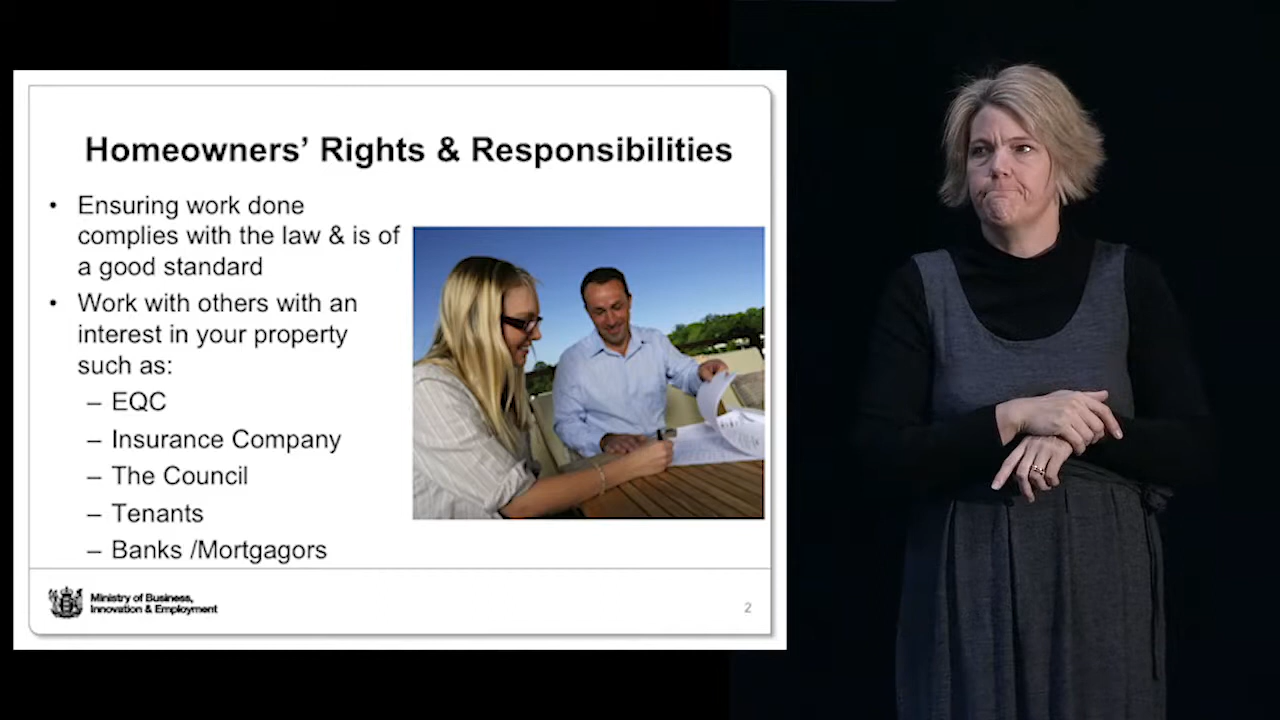 Homeowners' Rights & Responsibilities
• Ensuring work done
complies with the law & is of
a good standard
• Work with others with an
interest in your property
such as:
– EQC
– Insurance Company
– The Council
– Tenants
– Banks /Mortgagors
Ministry of Business,
Innovation & Employment
2